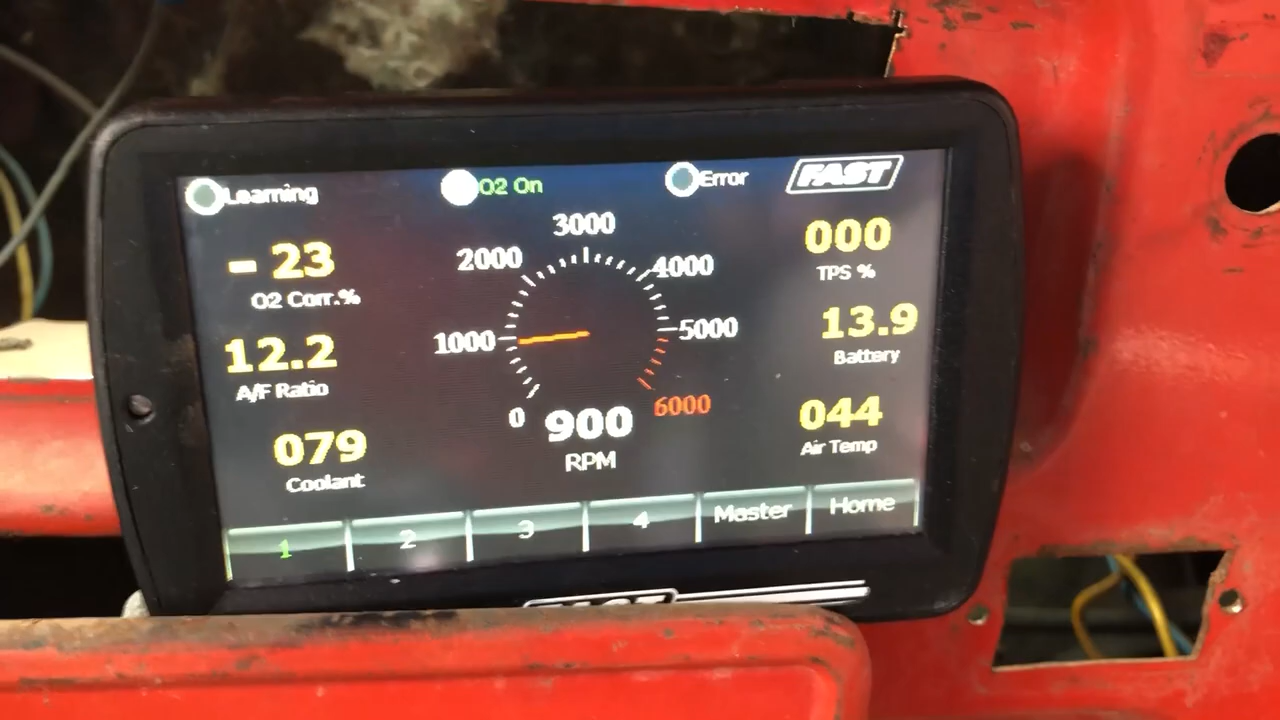 Learning
O2 On
Error
FAST
- 23
O2 Corr.%
12.2
A/F Ratio
079
Coolant
0
1000
2000
3000
4000
5000
6000
900
RPM
000
TPS %
13.9
Battery
044
Air Temp
1
2
3
4
Master
Home
FAST